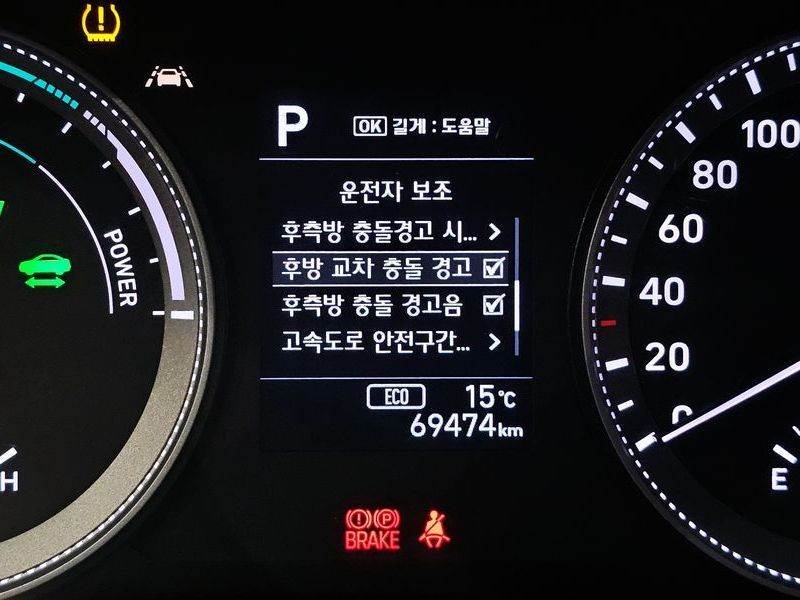 P OK 길게 : 도움말
운전자 보조
후측방 충돌경고 시...
후방 교차 충돌 경고
후측방 충돌 경고음
고속도로 안전구간...
ECO 15℃
69474km
POWER
100
80
60
40
20
0
H
E
BRAKE